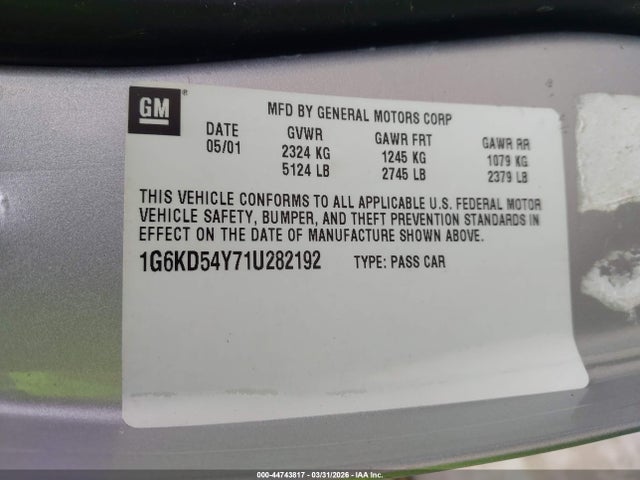 GM
MFD BY GENERAL MOTORS CORP
DATE GVWR GAWR FRT GAWR RR
05/01 2324 KG 1245 KG 1079 KG
5124 LB 2745 LB 2379 LB
THIS VEHICLE CONFORMS TO ALL APPLICABLE U.S. FEDERAL MOTOR
VEHICLE SAFETY, BUMPER, AND THEFT PREVENTION STANDARDS IN
EFFECT ON THE DATE OF MANUFACTURE SHOWN ABOVE.
1G6KD54Y71U282192 TYPE: PASS CAR
000-44743817 - 03/31/2026 - IAA Inc.